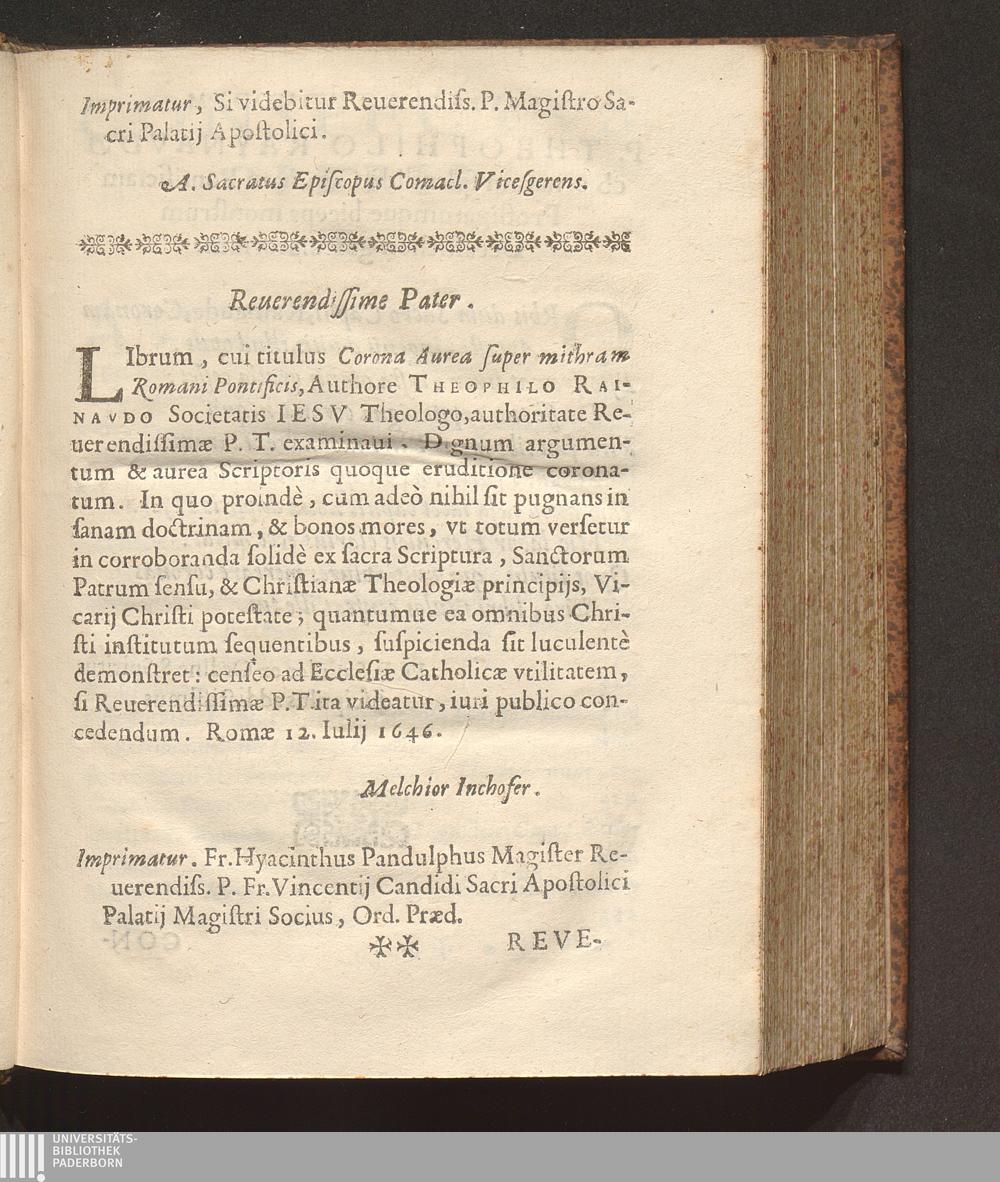 Imprimatur, Si videbitur Reuerendiſs. P. Magiſtro Sa-
cri Palatij Apoſtolici.
A. Sacratus Epiſcopus Comacl. Viceſgerens.
Reuerendiſſime Pater.
LIbrum, cui titulus Corona Aurea ſuper mithram
Romani Pontificis, Authore THEOPHILO RAI-
NAVDO Societatis IESV Theologo, authoritate Re-
uerendiſſimæ P. T. examinaui. Dignum argumen-
tum & aurea Scriptoris quoque eruditione corona-
tum. In quo proindè, cum adeò nihil ſit pugnans in
ſanam doctrinam, & bonos mores, vt totum verſetur
in corroboranda ſolidè ex ſacra Scriptura, Sanctorum
Patrum ſenſu, & Chriſtianæ Theologiæ principijs, Vi-
carij Chriſti poteſtate; quantumue ea omnibus Chri-
ſti inſtitutum ſequentibus, ſuſpicienda ſit luculentè
demonſtret: cenſeo ad Eccleſiæ Catholicæ vtilitatem,
ſi Reuerendiſſimæ P.T. ita videatur, iuri publico con-
cedendum. Romæ 12. Iulij 1646.
Melchior Inchofer.
Imprimatur. Fr. Hyacinthus Pandulphus Magiſter Re-
uerendiſs. P. Fr. Vincentij Candidi Sacri Apoſtolici
Palatij Magiſtri Socius, Ord. Præd.
✠✠ REVE-
UNIVERSITÄTS-
BIBLIOTHEK
PADERBORN